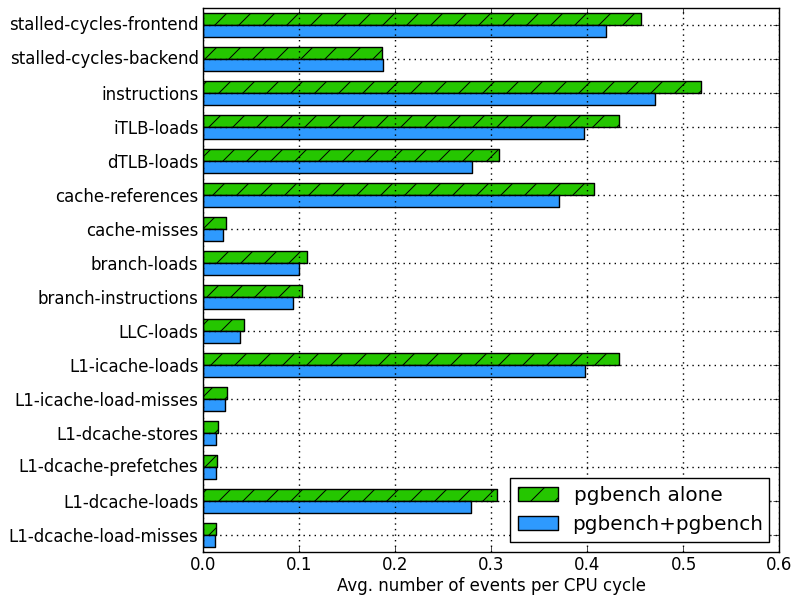 stalled-cycles-frontend
stalled-cycles-backend
instructions
iTLB-loads
dTLB-loads
cache-references
cache-misses
branch-loads
branch-instructions
LLC-loads
L1-icache-loads
L1-icache-load-misses
L1-dcache-stores
L1-dcache-prefetches
L1-dcache-loads
L1-dcache-load-misses
pgbench alone
pgbench+pgbench
0.0 0.1 0.2 0.3 0.4 0.5 0.6
Avg. number of events per CPU cycle